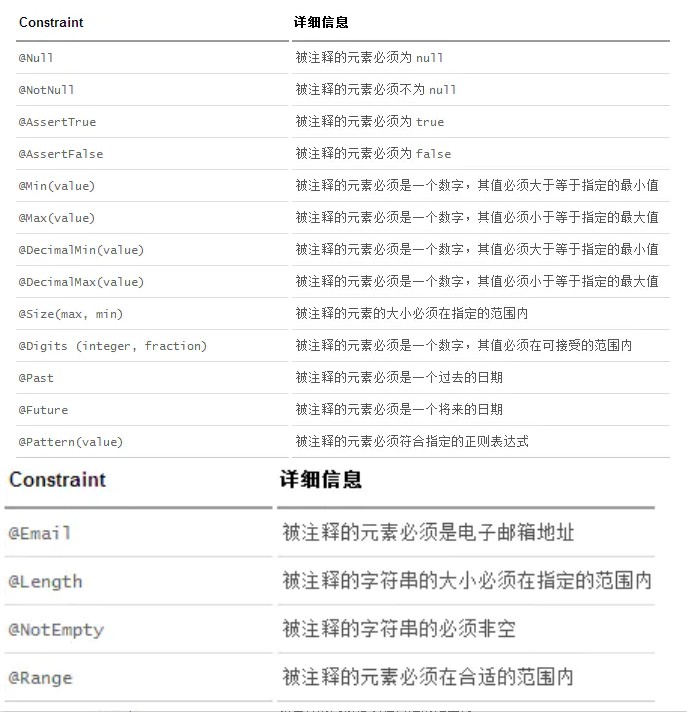 Constraint 详细信息
@Null 被注释的元素必须为 null
@NotNull 被注释的元素必须不为 null
@AssertTrue 被注释的元素必须为 true
@AssertFalse 被注释的元素必须为 false
@Min(value) 被注释的元素必须是一个数字，其值必须大于等于指定的最小值
@Max(value) 被注释的元素必须是一个数字，其值必须小于等于指定的最大值
@DecimalMin(value) 被注释的元素必须是一个数字，其值必须大于等于指定的最小值
@DecimalMax(value) 被注释的元素必须是一个数字，其值必须小于等于指定的最大值
@Size(max, min) 被注释的元素的大小必须在指定的范围内
@Digits (integer, fraction) 被注释的元素必须是一个数字，其值必须在可接受的范围内
@Past 被注释的元素必须是一个过去的日期
@Future 被注释的元素必须是一个将来的日期
@Pattern(value) 被注释的元素必须符合指定的正则表达式
Constraint 详细信息
@Email 被注释的元素必须是电子邮箱地址
@Length 被注释的字符串的大小必须在指定的范围内
@NotEmpty 被注释的字符串的必须非空
@Range 被注释的元素必须在合适的范围内